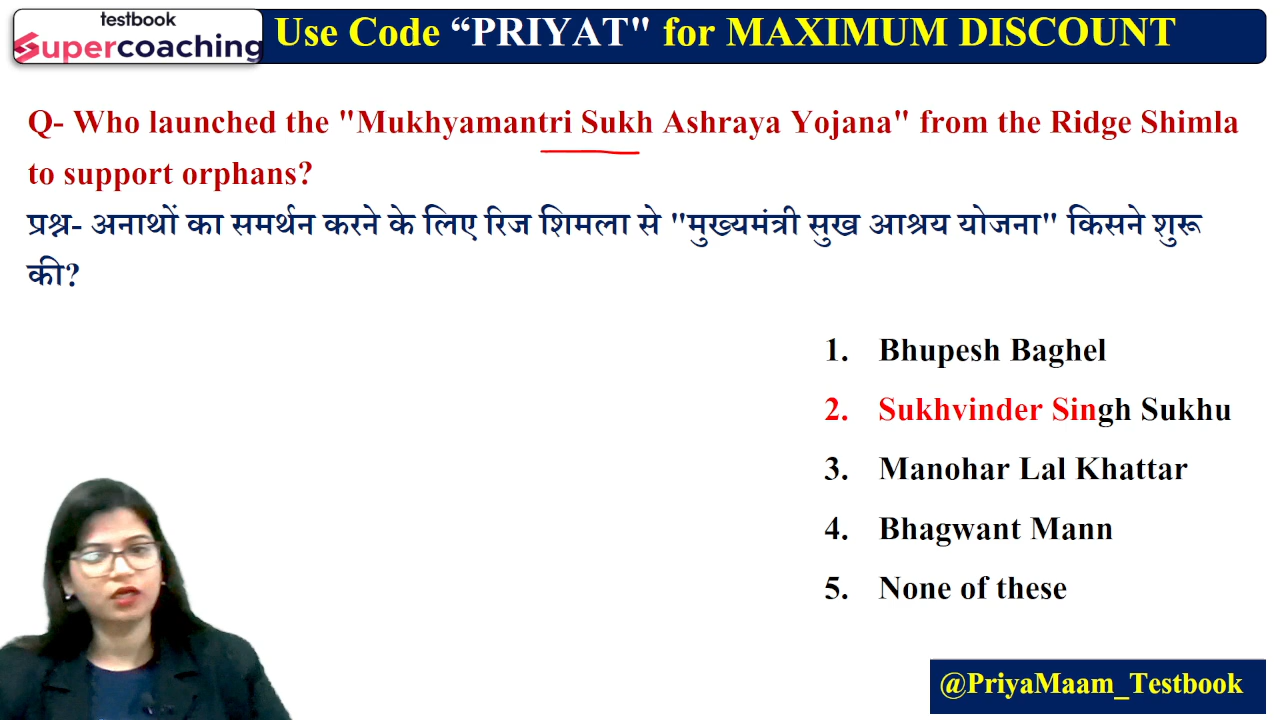 testbook
Supercoaching
Use Code “PRIYAT" for MAXIMUM DISCOUNT
Q- Who launched the "Mukhyamantri Sukh Ashraya Yojana" from the Ridge Shimla
to support orphans?
प्रश्न- अनाथों का समर्थन करने के लिए रिज शिमला से "मुख्यमंत्री सुख आश्रय योजना" किसने शुरू
की?
1. Bhupesh Baghel
2. Sukhvinder Singh Sukhu
3. Manohar Lal Khattar
4. Bhagwant Mann
5. None of these
@PriyaMaam_Testbook